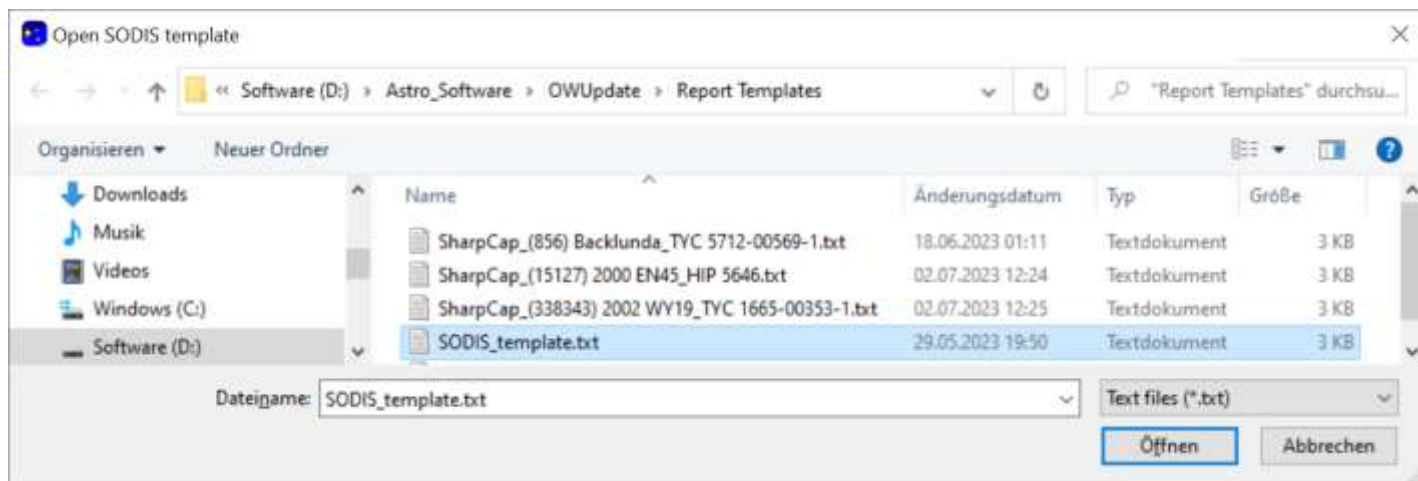 Open SODIS template
« Software (D:) › Astro_Software › OWUpdate › Report Templates
"Report Templates" durchsu...
Organisieren Neuer Ordner
Name Änderungsdatum Typ Größe
Downloads
Musik
Videos
Windows (C:)
Software (D:)
SharpCap_(856) Backlunda_TYC 5712-00569-1.txt 18.06.2023 01:11 Textdokument 3 KB
SharpCap_(15127) 2000 EN45_HIP 5646.txt 02.07.2023 12:24 Textdokument 3 KB
SharpCap_(338343) 2002 WY19_TYC 1665-00353-1.txt 02.07.2023 12:25 Textdokument 3 KB
SODIS_template.txt 29.05.2023 19:50 Textdokument 3 KB
Dateiname: SODIS_template.txt Text files (*.txt)
Öffnen Abbrechen